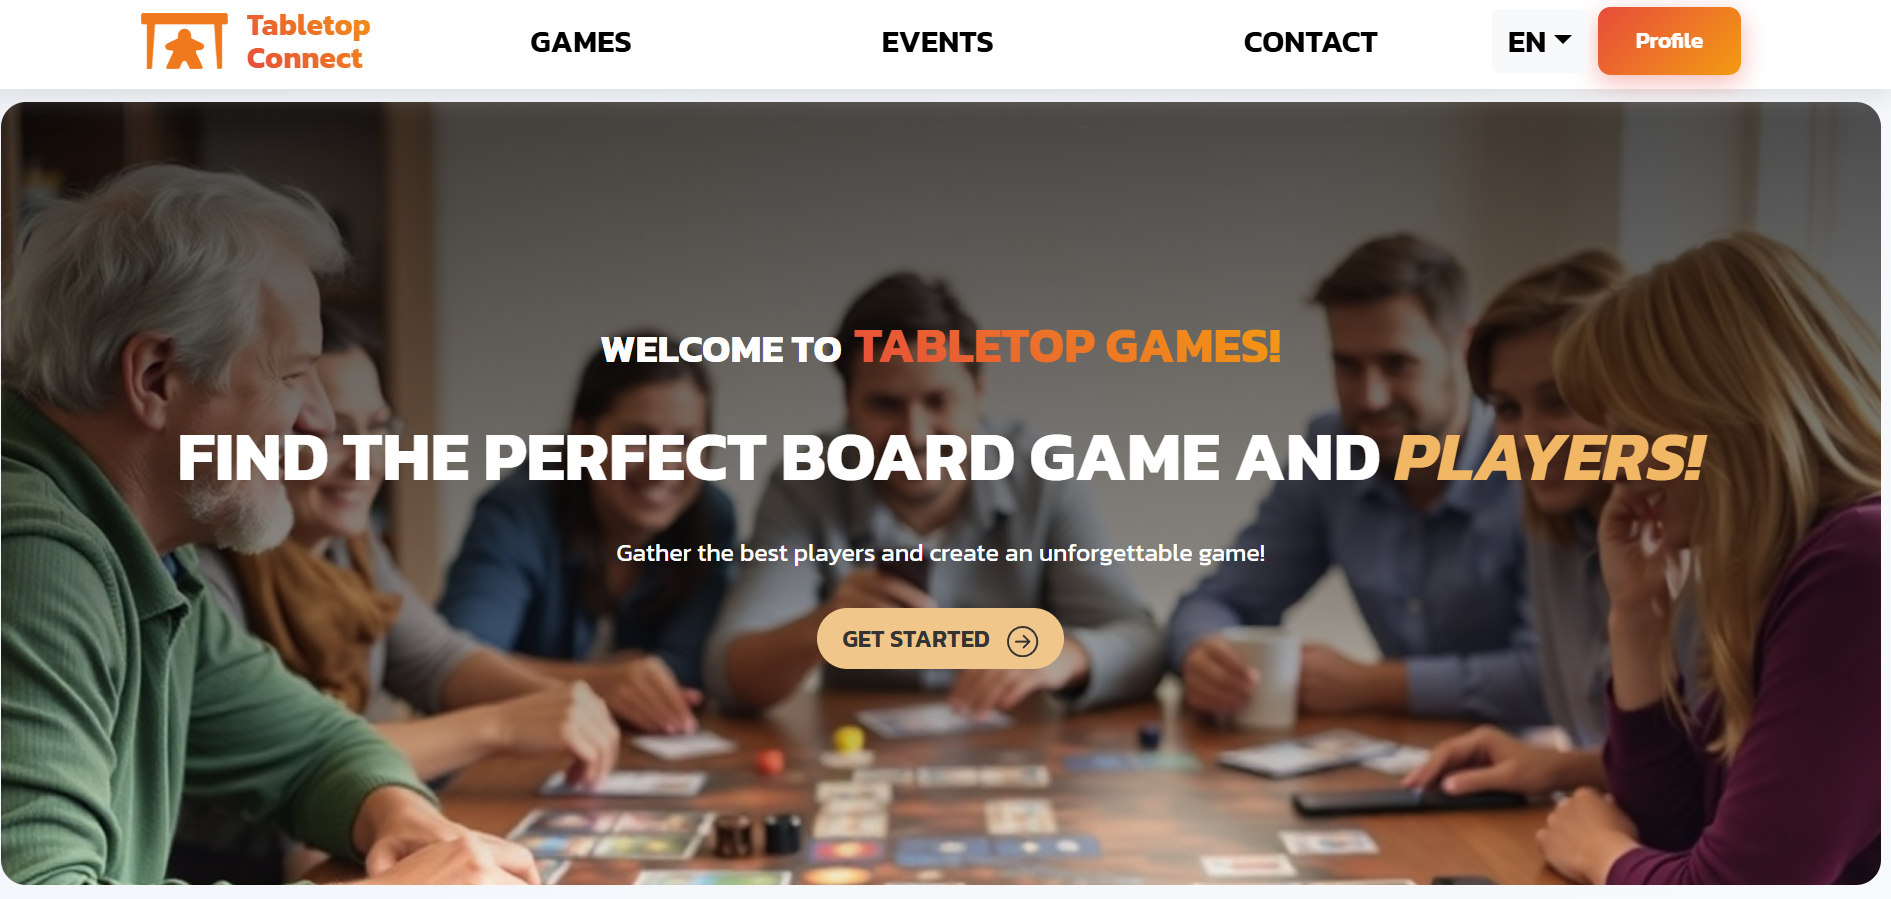 Tabletop
Connect
GAMES
EVENTS
CONTACT
EN
Profile
WELCOME TO TABLETOP GAMES!
FIND THE PERFECT BOARD GAME AND PLAYERS!
Gather the best players and create an unforgettable game!
GET STARTED